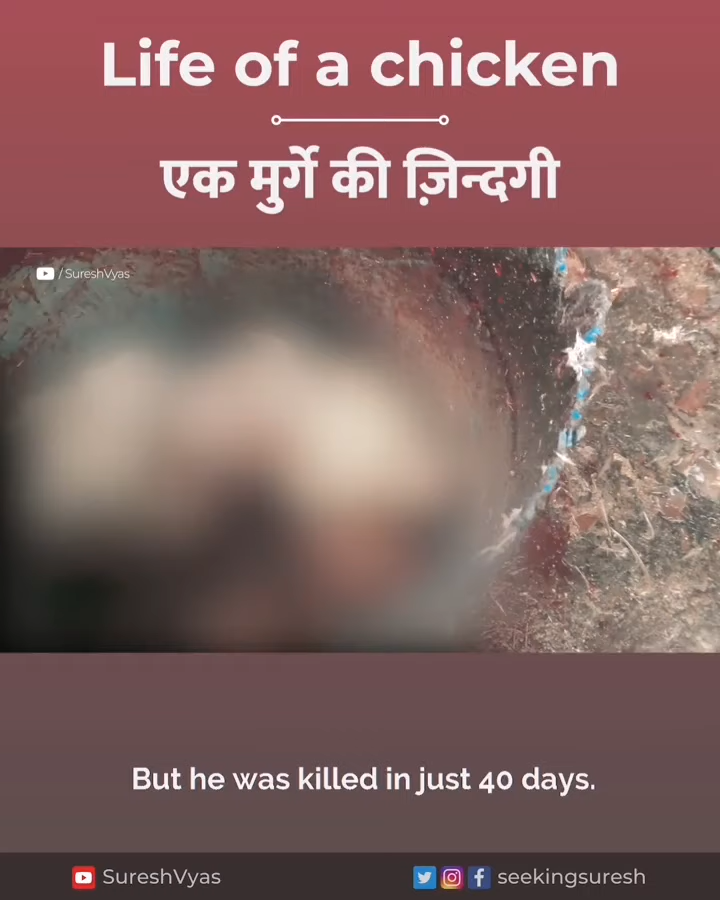 Life of a chicken
एक मुर्गे की ज़िन्दगी
/SureshVyas
But he was killed in just 40 days.
SureshVyas
seekingsuresh